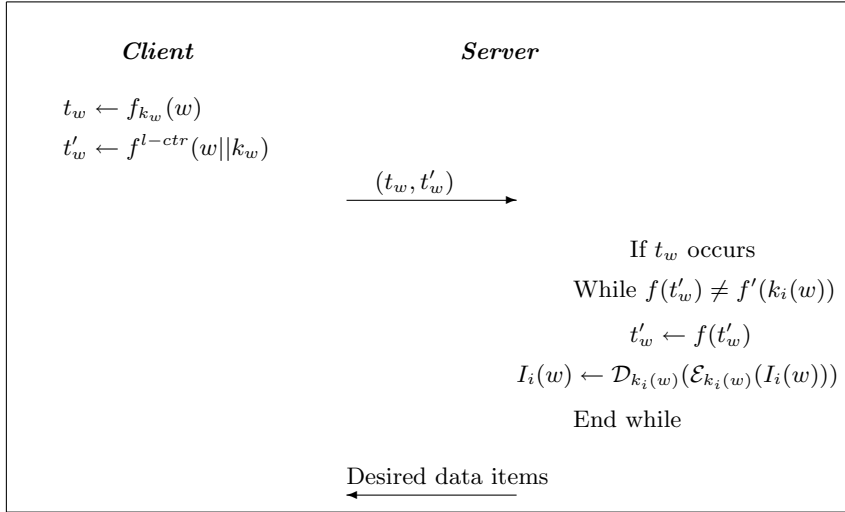 Client Server
t_w ← f_{k_w}(w)
t'_w ← f^{l−ctr}(w||k_w)
(t_w, t'_w)
If t_w occurs
While f(t'_w) ≠ f'(k_i(w))
t'_w ← f(t'_w)
I_i(w) ← 𝒟_{k_i(w)}(ℰ_{k_i(w)}(I_i(w)))
End while
Desired data items